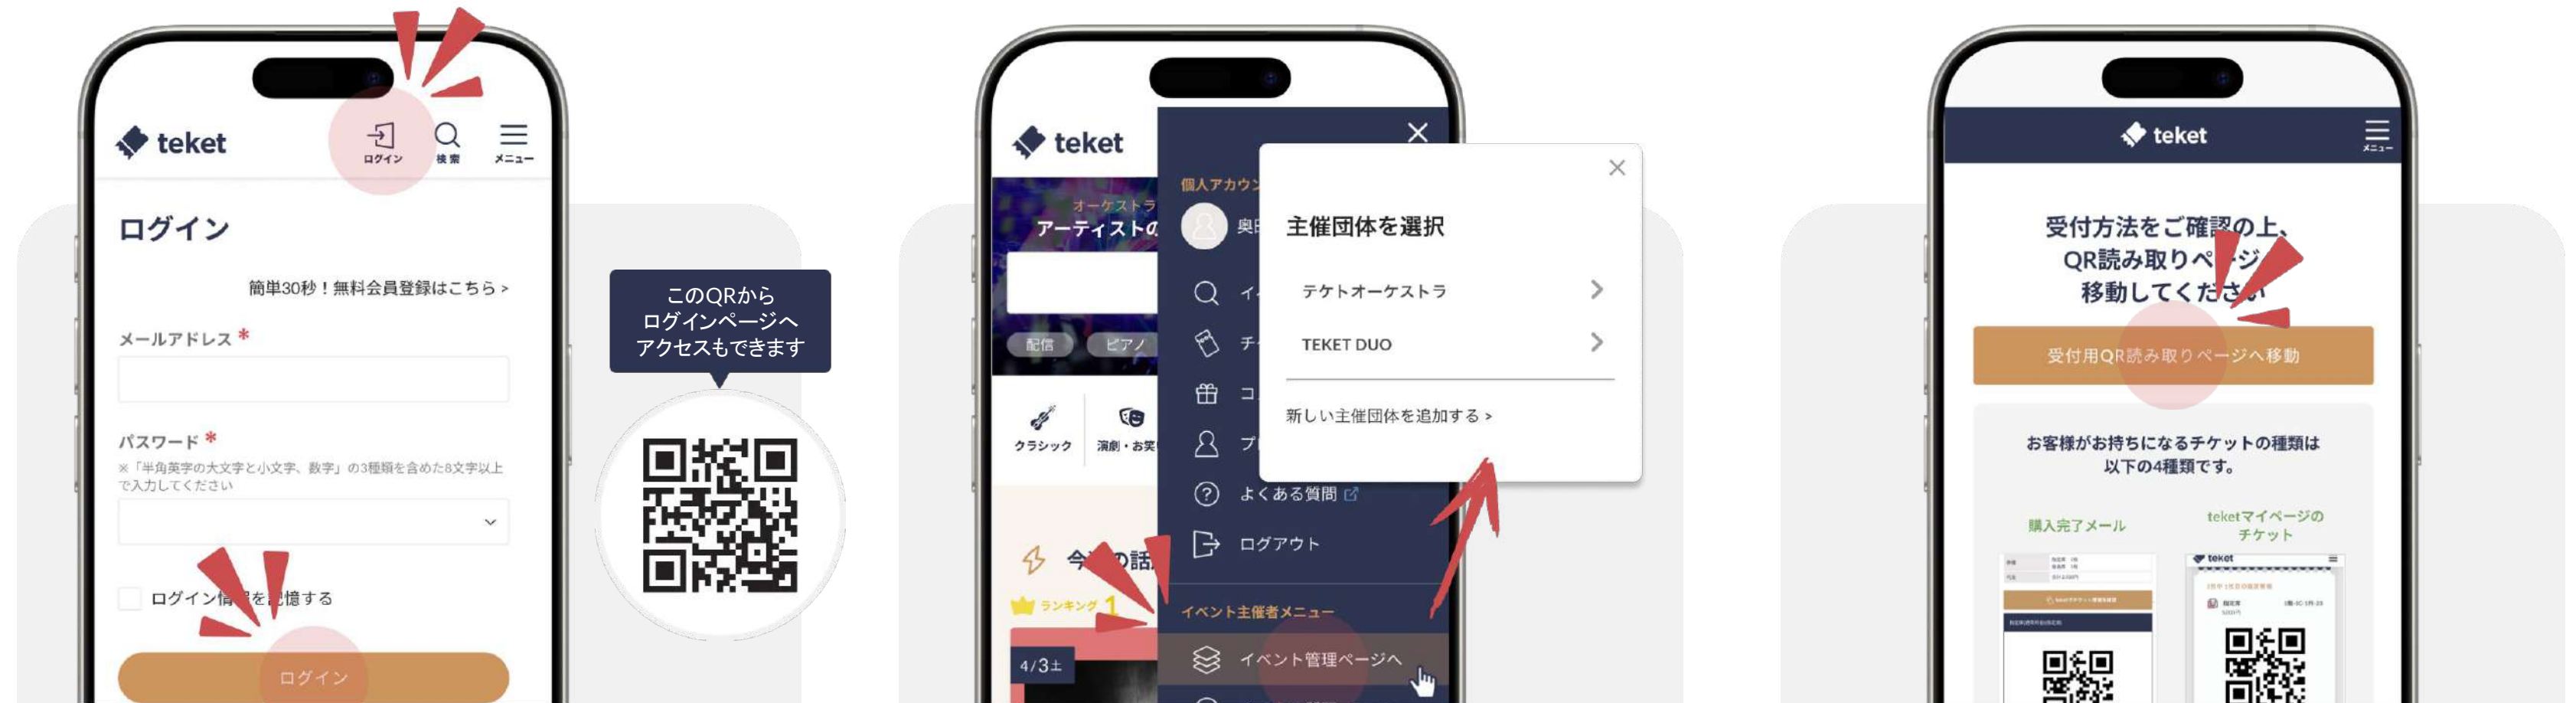 teket
ログイン
検索
メニュー
ログイン
簡単30秒！無料会員登録はこちら >
メールアドレス *
パスワード *
※「半角英字の大文字と小文字、数字」の3種類を含めた8文字以上
で入力してください
ログイン情を記憶する
ログイン
このQRから
ログインページへ
アクセスもできます
teket
オーケストラ
アーティストの
配信
ピアノ
クラシック
演劇・お笑
今の話
ランキング 1
4/3土
個人アカウン
奥
イ
チ
コ
プ
よくある質問
ログアウト
イベント主催者メニュー
イベント管理ページへ
主催団体を選択
テケトオーケストラ
TEKET DUO
新しい主催団体を追加する >
teket
メニュー
受付方法をご確認の上、
QR読み取りページ
移動してください
受付用QR読み取りページへ移動
お客様がお持ちになるチケットの種類は
以下の4種類です。
購入完了メール
teketマイページの
チケット
teket